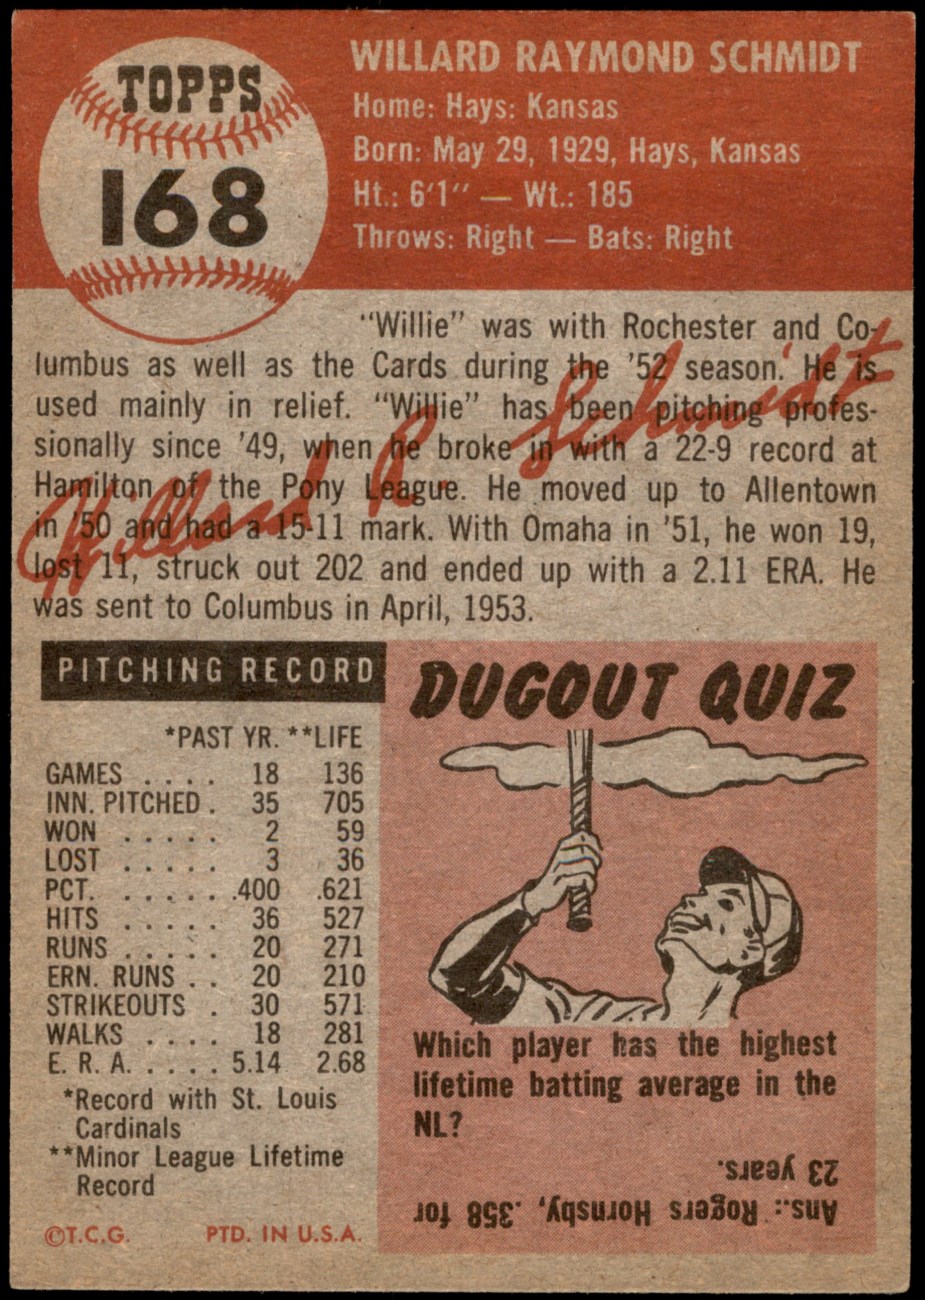 TOPPS
168
WILLARD RAYMOND SCHMIDT
Home: Hays: Kansas
Born: May 29, 1929, Hays, Kansas
Ht.: 6'1" — Wt.: 185
Throws: Right — Bats: Right
"Willie" was with Rochester and Co-
lumbus as well as the Cards during the '52 season. He is
used mainly in relief. "Willie" has been pitching profes-
sionally since '49, when he broke in with a 22-9 record at
Hamilton of the Pony League. He moved up to Allentown
in '50 and had a 15-11 mark. With Omaha in '51, he won 19,
lost 11, struck out 202 and ended up with a 2.11 ERA. He
was sent to Columbus in April, 1953.
Willard R. Schmidt
PITCHING RECORD
*PAST YR. **LIFE
GAMES . . . . 18 136
INN. PITCHED . 35 705
WON . . . . . 2 59
LOST . . . . . 3 36
PCT. . . . . . .400 .621
HITS . . . . . 36 527
RUNS . . . . . 20 271
ERN. RUNS . . 20 210
STRIKEOUTS . 30 571
WALKS . . . . 18 281
E. R. A. . . . . 5.14 2.68
*Record with St. Louis
Cardinals
**Minor League Lifetime
Record
©T.C.G. PTD. IN U.S.A.
DUGOUT QUIZ
Which player has the highest
lifetime batting average in the
NL?
Ans.: Rogers Hornsby, .358 for
23 years.